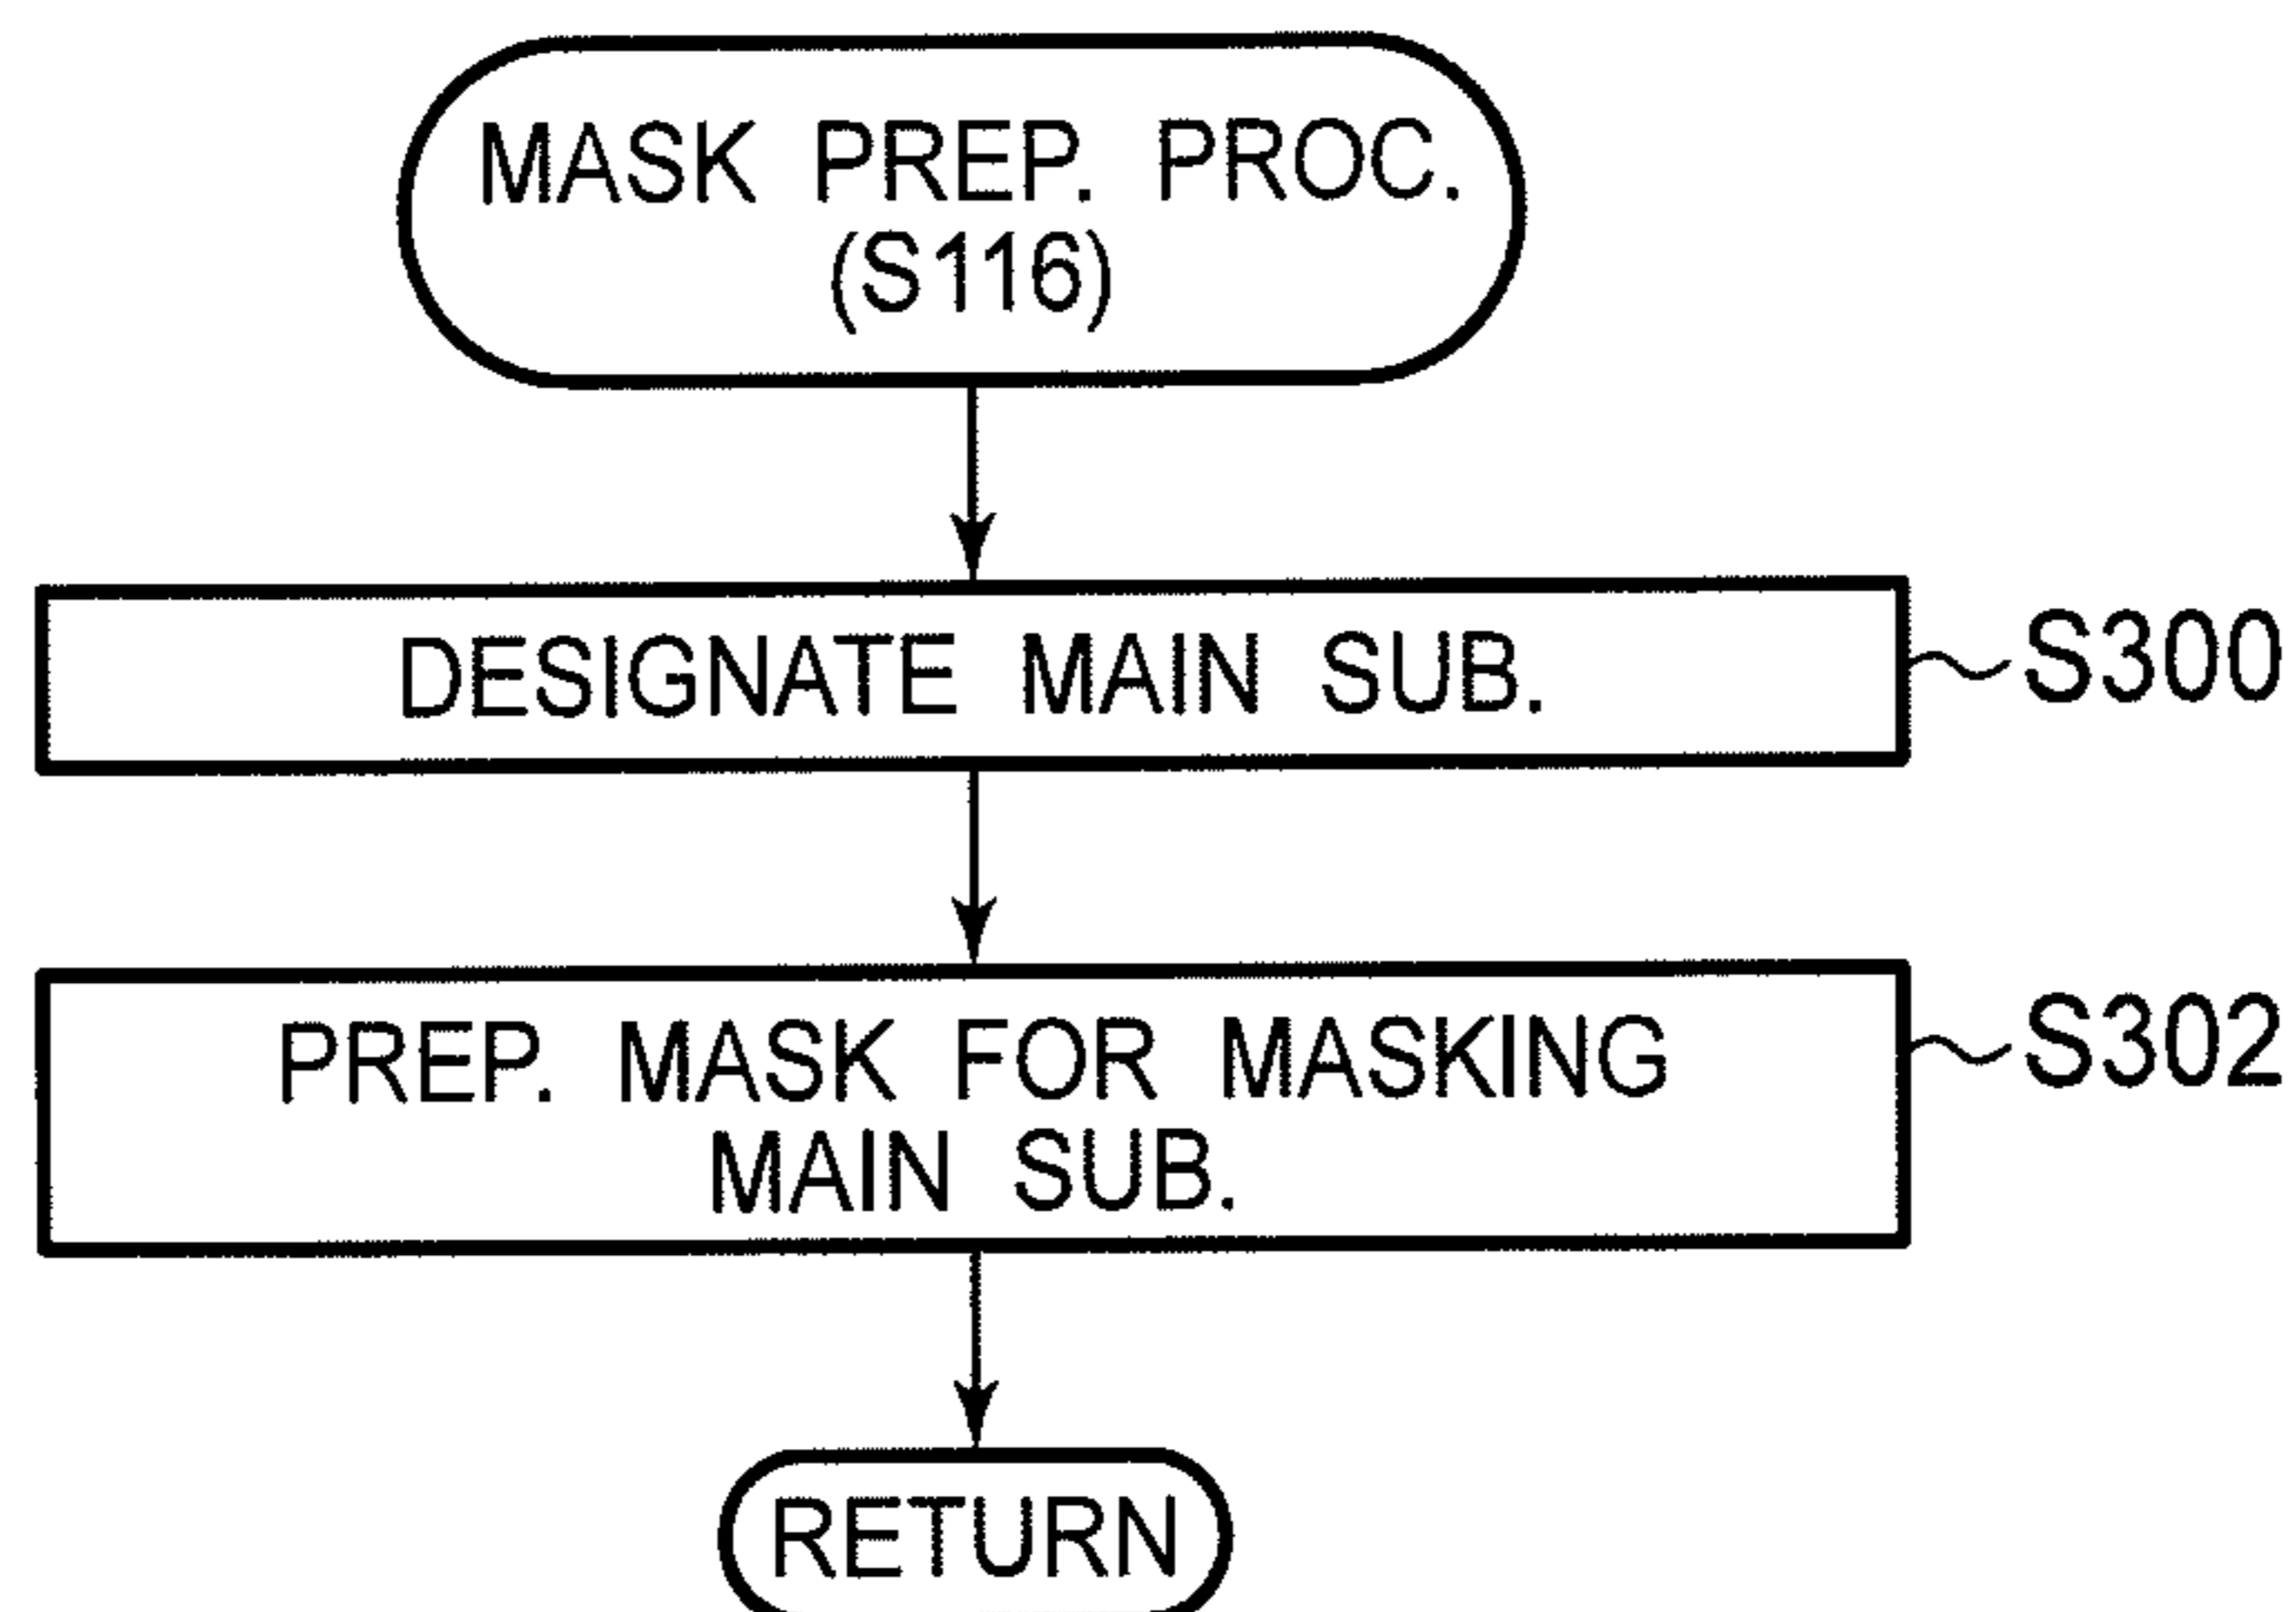 MASK PREP. PROC.
(S116)
DESIGNATE MAIN SUB.
S300
PREP. MASK FOR MASKING
MAIN SUB.
S302
RETURN